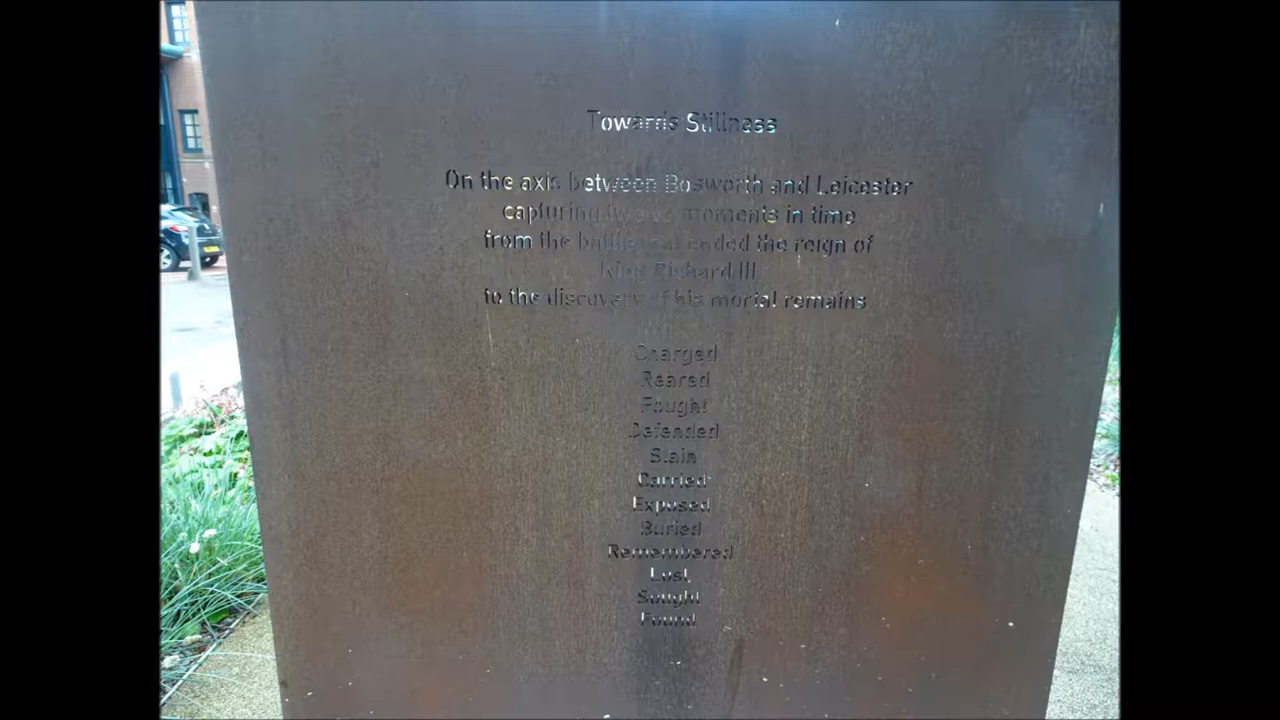 Towards Stillness
On the axis between Bosworth and Leicester
capturing twelve moments in time
from the battle that ended the reign of
King Richard III
to the discovery of his mortal remains
Charged
Reared
Fought
Defended
Slain
Carried
Exposed
Buried
Remembered
Lost
Sought
Found